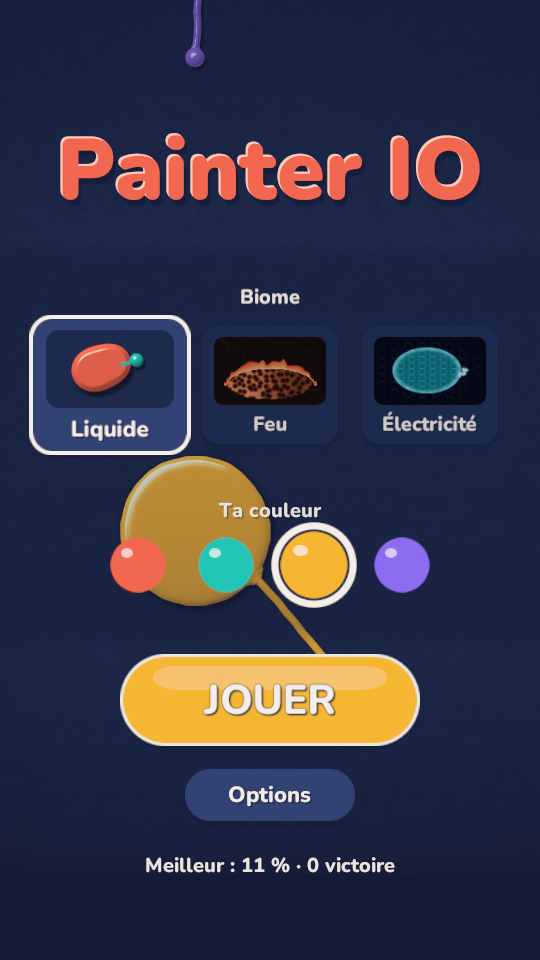 Painter IO
Biome
Liquide
Feu
Électricité
Ta couleur
JOUER
Options
Meilleur : 11 % · 0 victoire